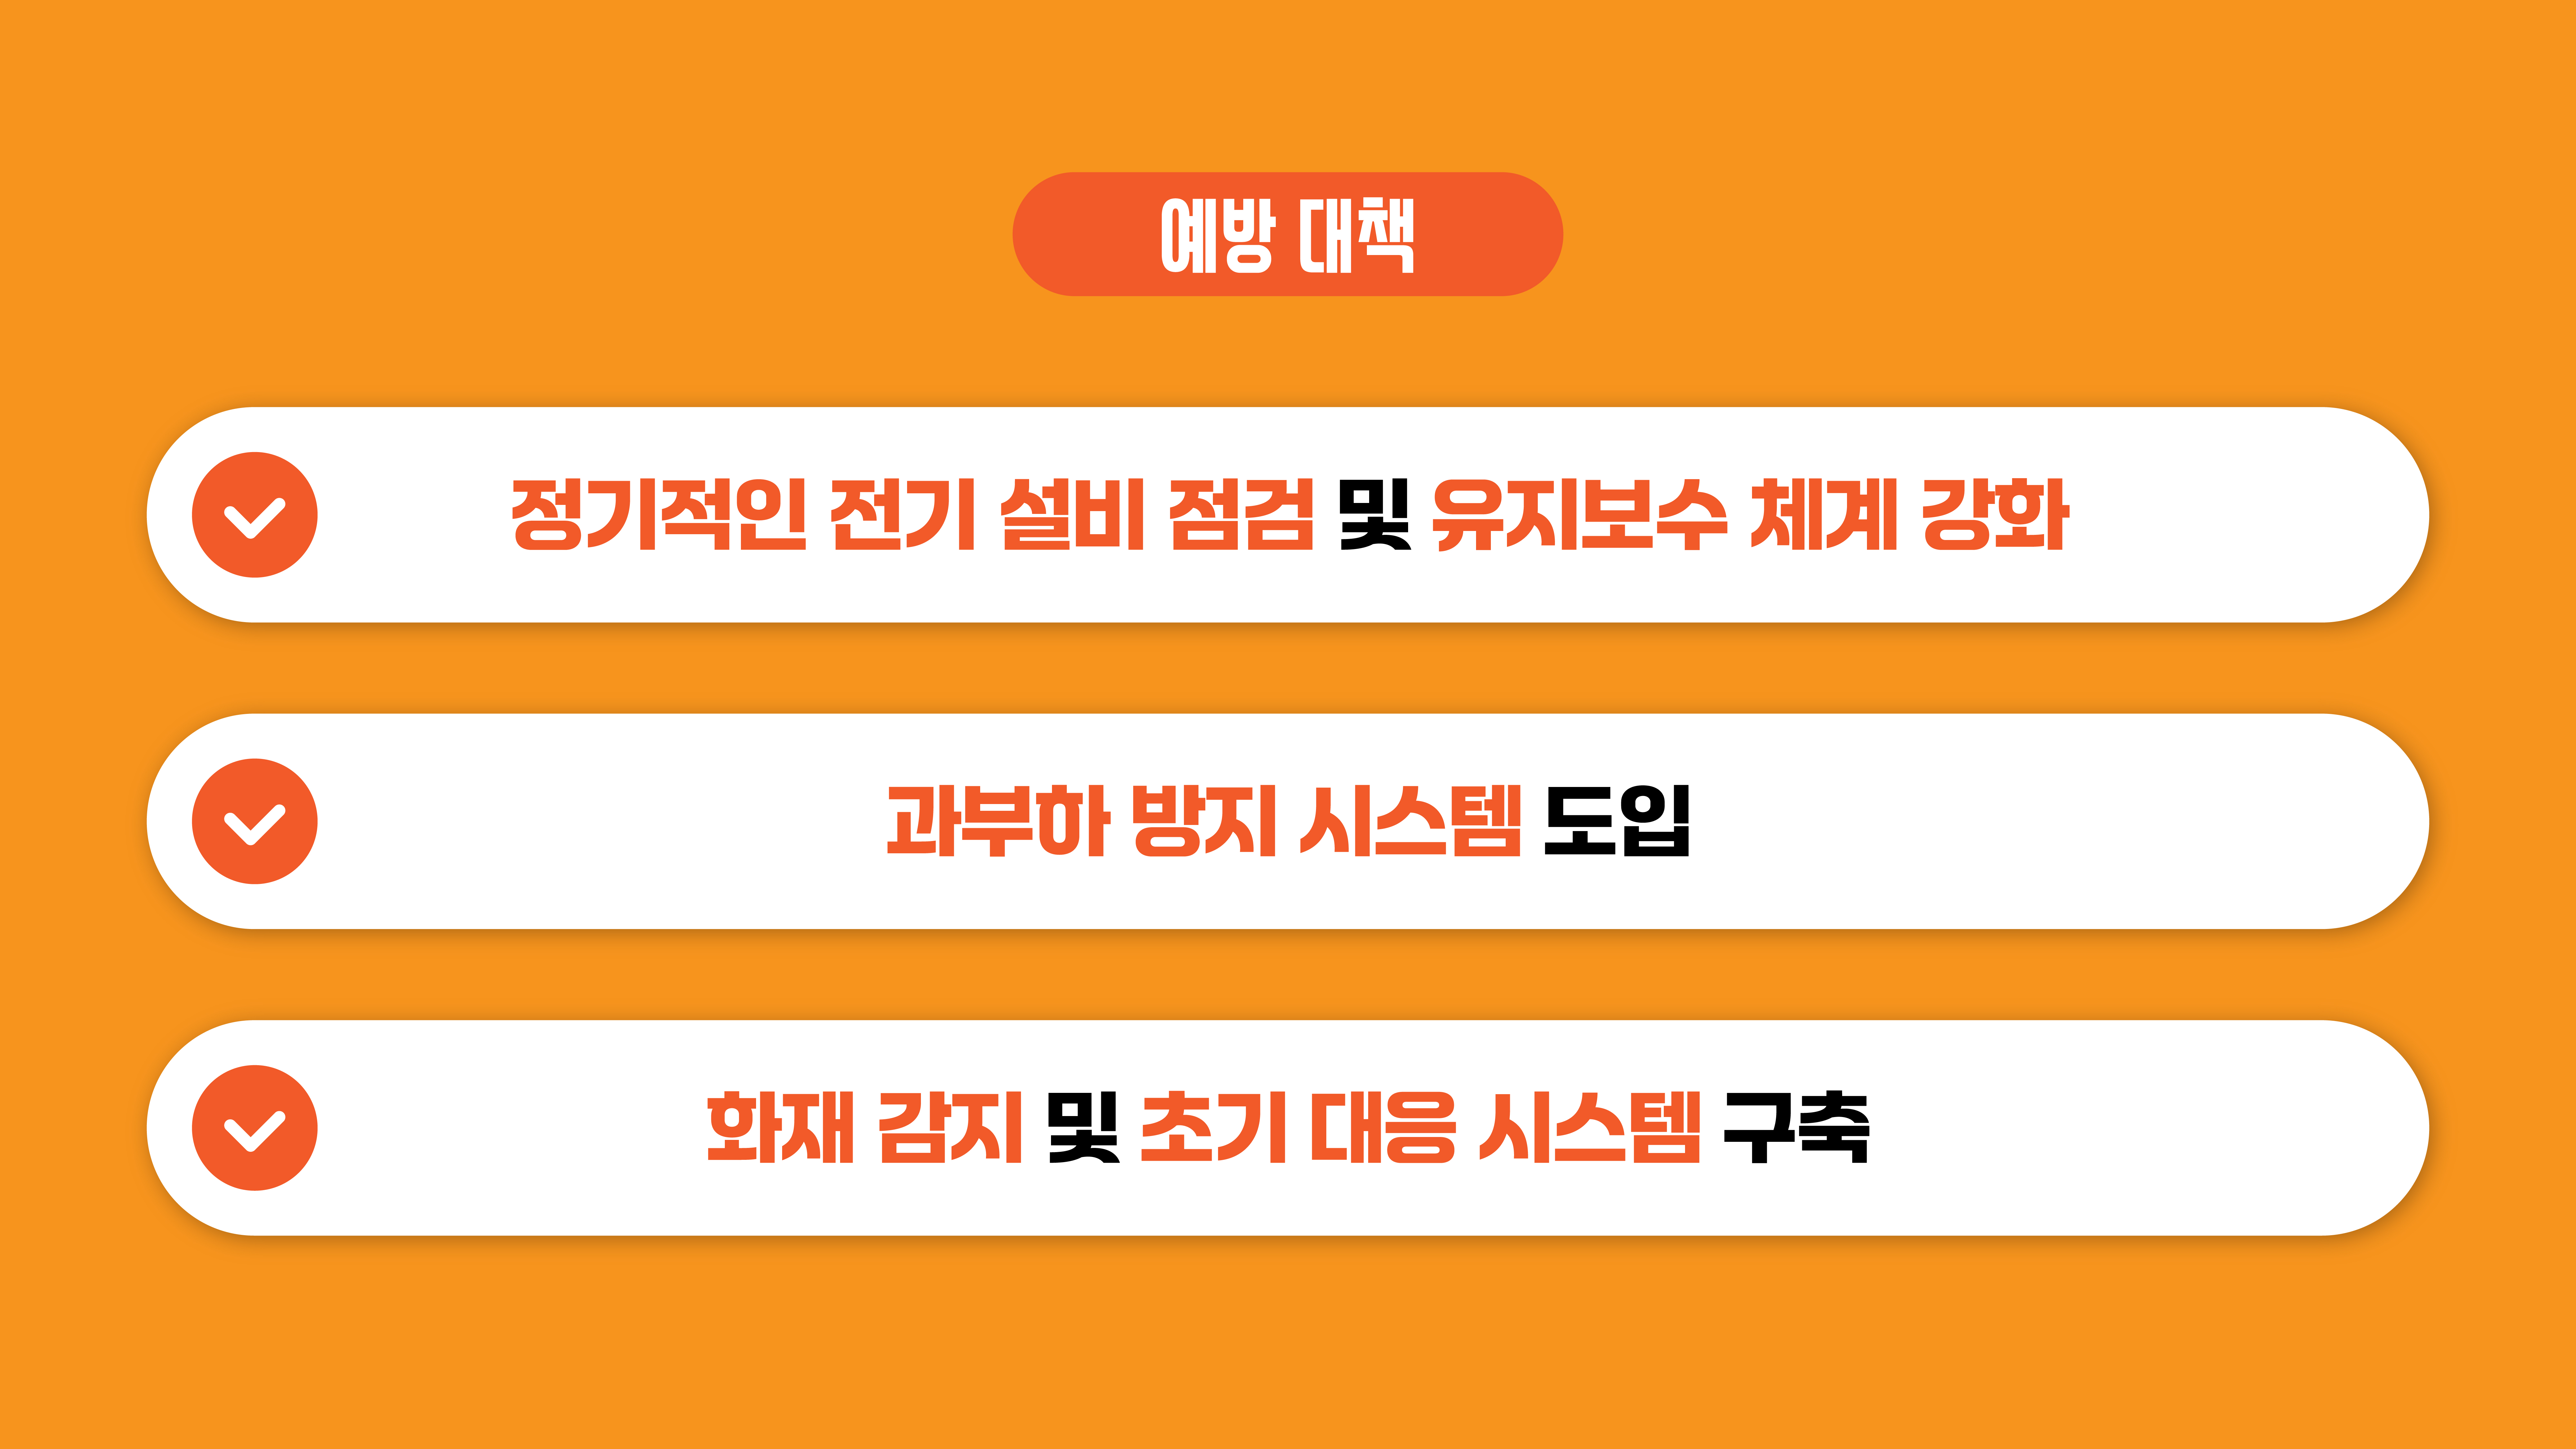 예방 대책
정기적인 전기 설비 점검 및 유지보수 체계 강화
과부하 방지 시스템 도입
화재 감지 및 초기 대응 시스템 구축